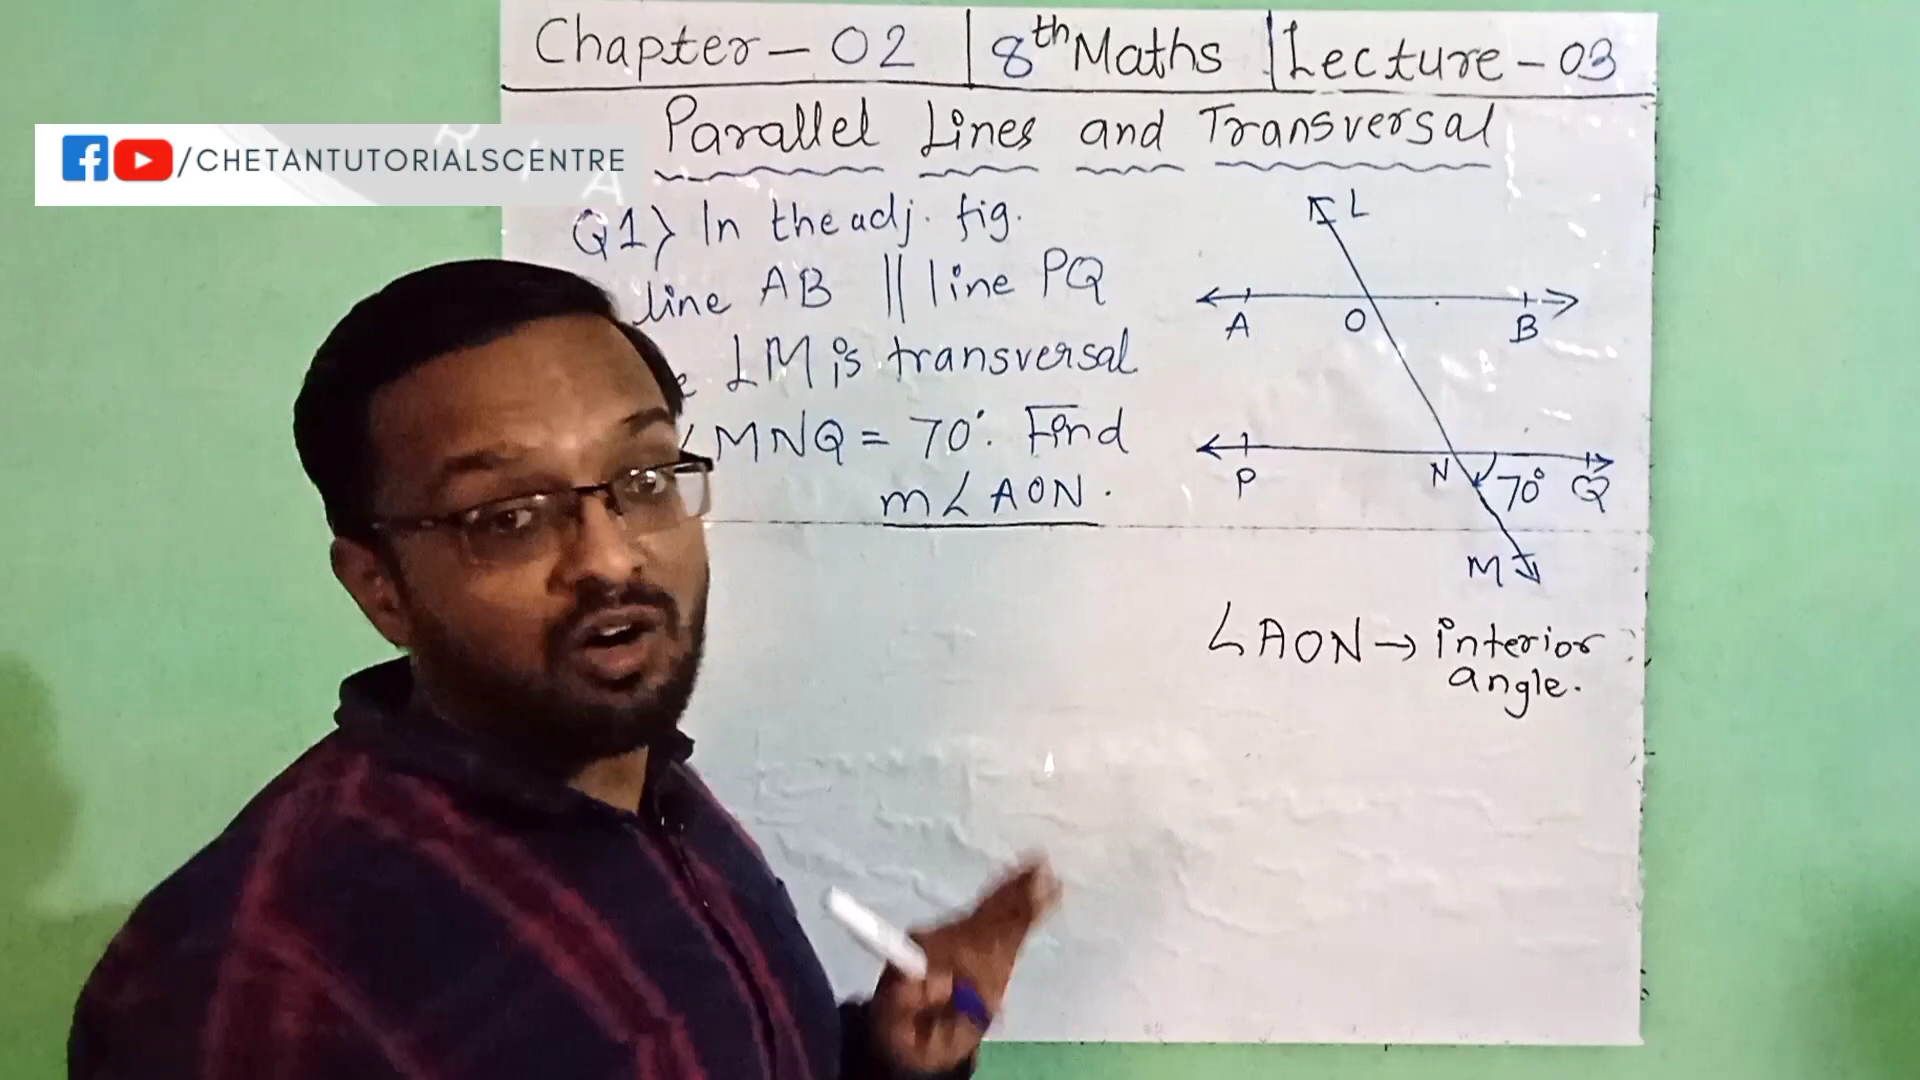 Chapter - 02 | 8th Maths | Lecture - 03
Parallel Lines and Transversal
/CHETANTUTORIALSCENTRE
Q1} In the adj. fig.
line AB || line PQ
LM is transversal
∠MNQ = 70°. Find
m∠AON.
L
A O B
P N 70° Q
M
∠AON → interior
angle.